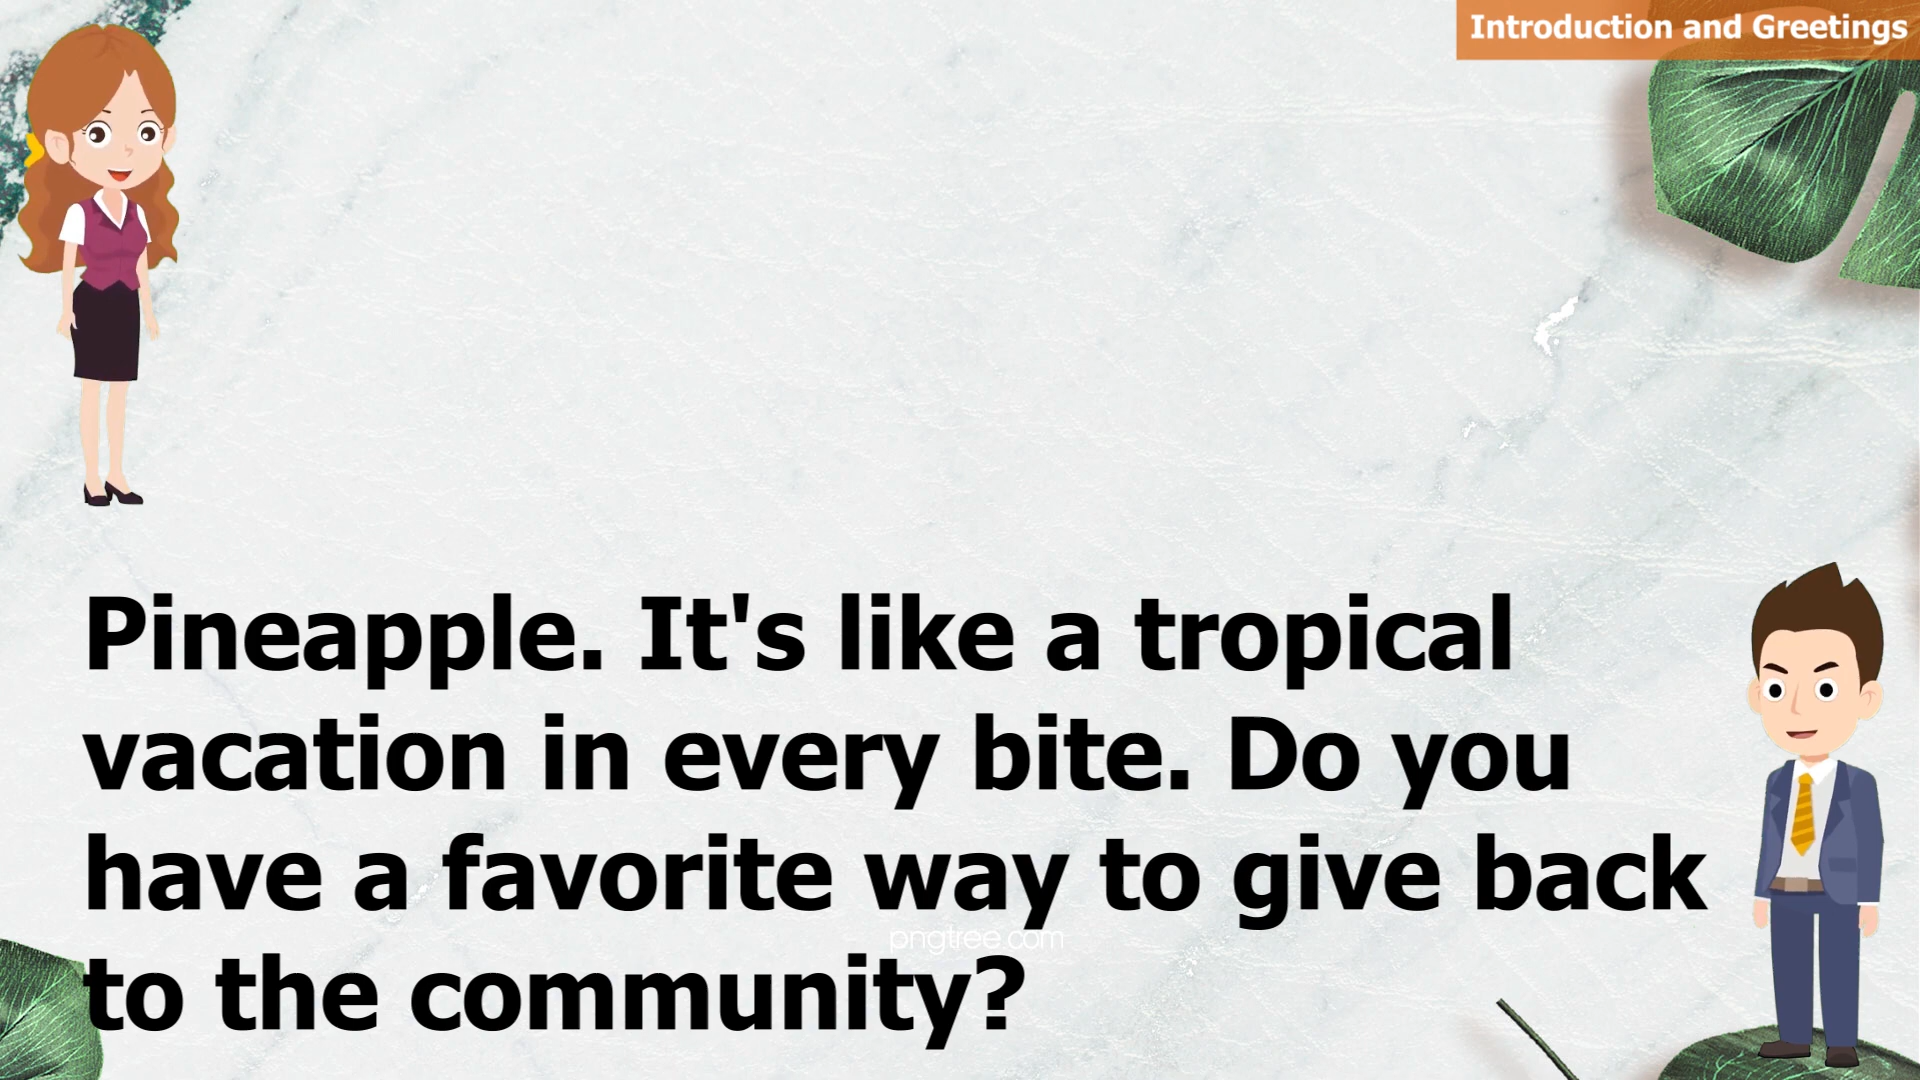 Introduction and Greetings
Pineapple. It's like a tropical
vacation in every bite. Do you
have a favorite way to give back
pngtree.com
to the community?